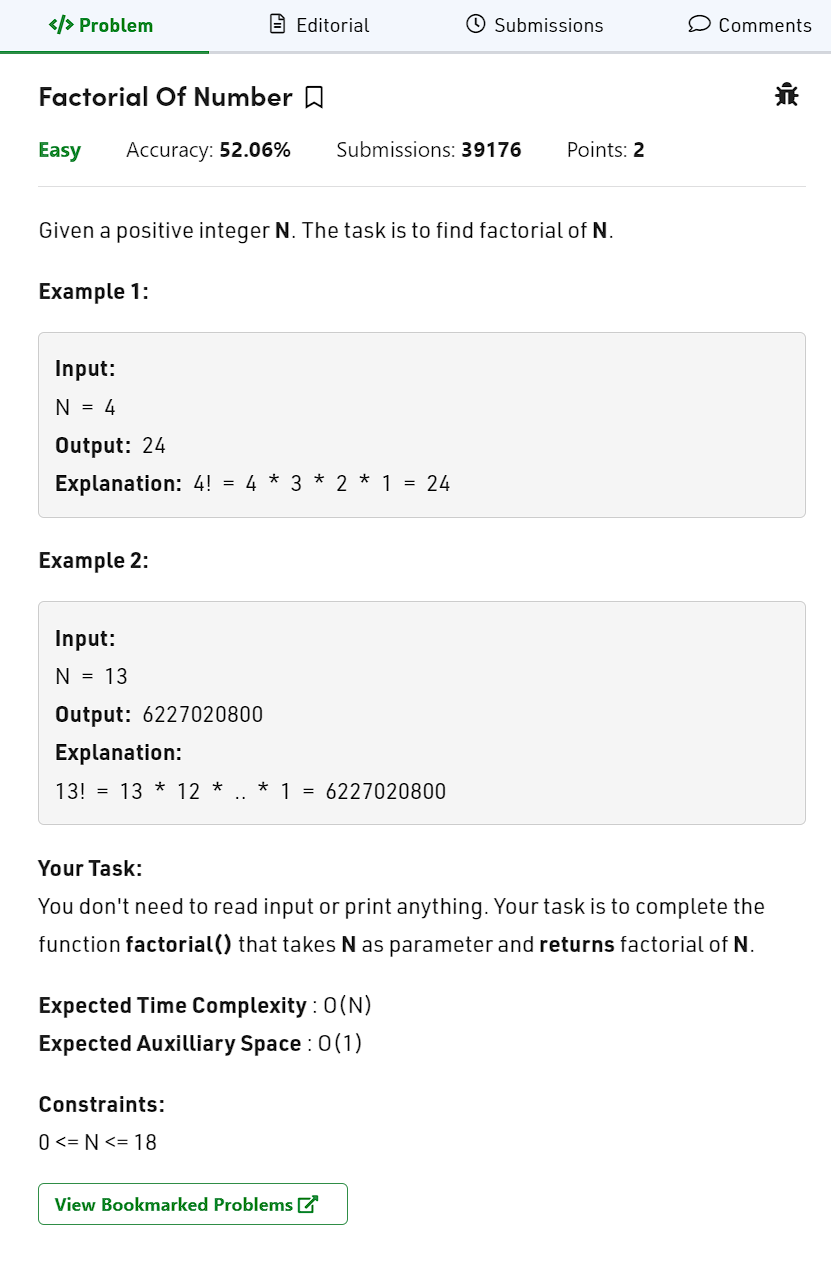 </> Problem
Editorial
Submissions
Comments
Factorial Of Number
Easy Accuracy: 52.06% Submissions: 39176 Points: 2
Given a positive integer N. The task is to find factorial of N.
Example 1:
Input:
N = 4
Output: 24
Explanation: 4! = 4 * 3 * 2 * 1 = 24
Example 2:
Input:
N = 13
Output: 6227020800
Explanation:
13! = 13 * 12 * .. * 1 = 6227020800
Your Task:
You don't need to read input or print anything. Your task is to complete the
function factorial() that takes N as parameter and returns factorial of N.
Expected Time Complexity : O(N)
Expected Auxilliary Space : O(1)
Constraints:
0 <= N <= 18
View Bookmarked Problems